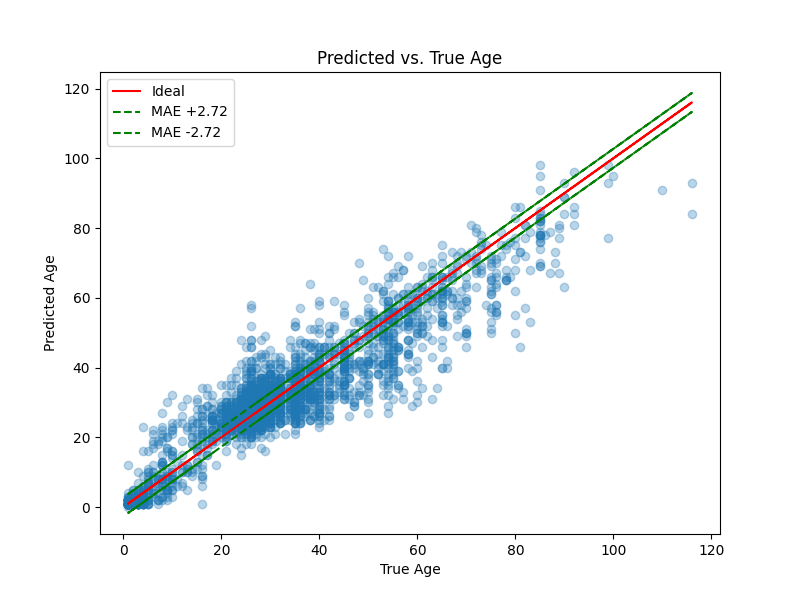 Predicted vs. True Age
Ideal
MAE +2.72
MAE -2.72
120
100
80
60
40
20
0
Predicted Age
0 20 40 60 80 100 120
True Age